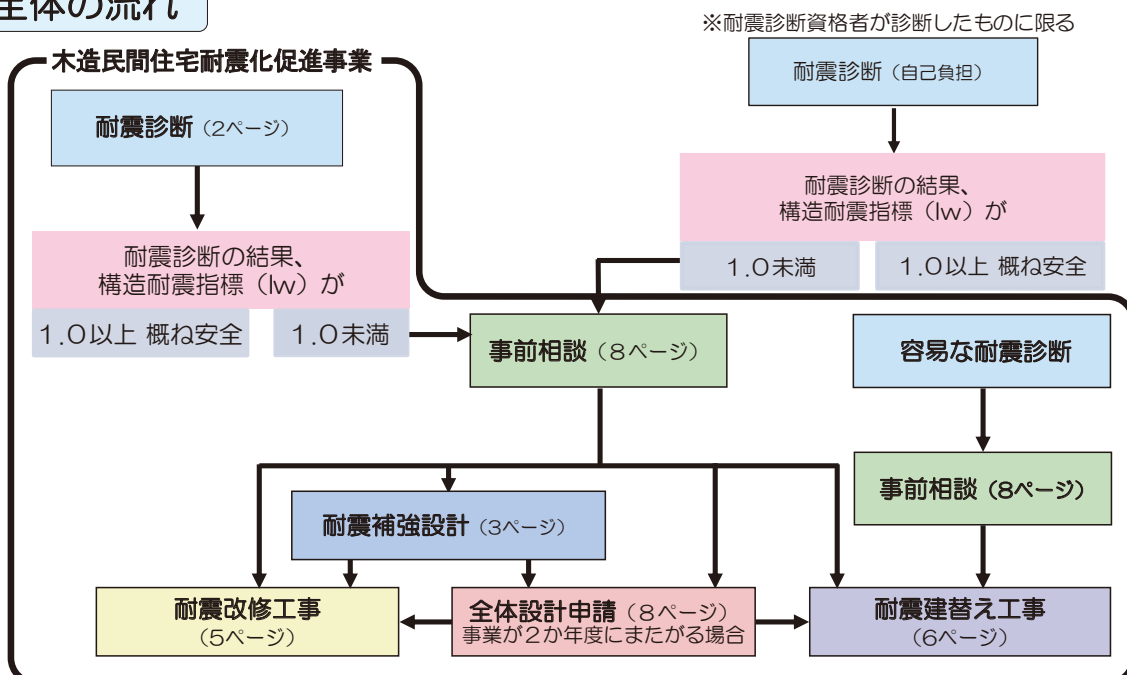 全体の流れ
※耐震診断資格者が診断したものに限る
木造民間住宅耐震化促進事業
耐震診断（自己負担）
耐震診断（2ページ）
耐震診断の結果、
構造耐震指標（Iw）が
1.0未満
1.0以上 概ね安全
耐震診断の結果、
構造耐震指標（Iw）が
1.0以上 概ね安全
1.0未満
事前相談（8ページ）
容易な耐震診断
事前相談（8ページ）
耐震補強設計（3ページ）
耐震改修工事
（5ページ）
全体設計申請（8ページ）
事業が2か年度にまたがる場合
耐震建替え工事
（6ページ）